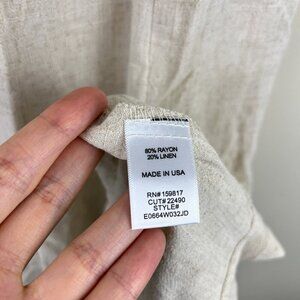 80% RAYON
20% LINEN
MADE IN USA
RN# 159817
CUT# 22490
STYLE#
E0664W032JD